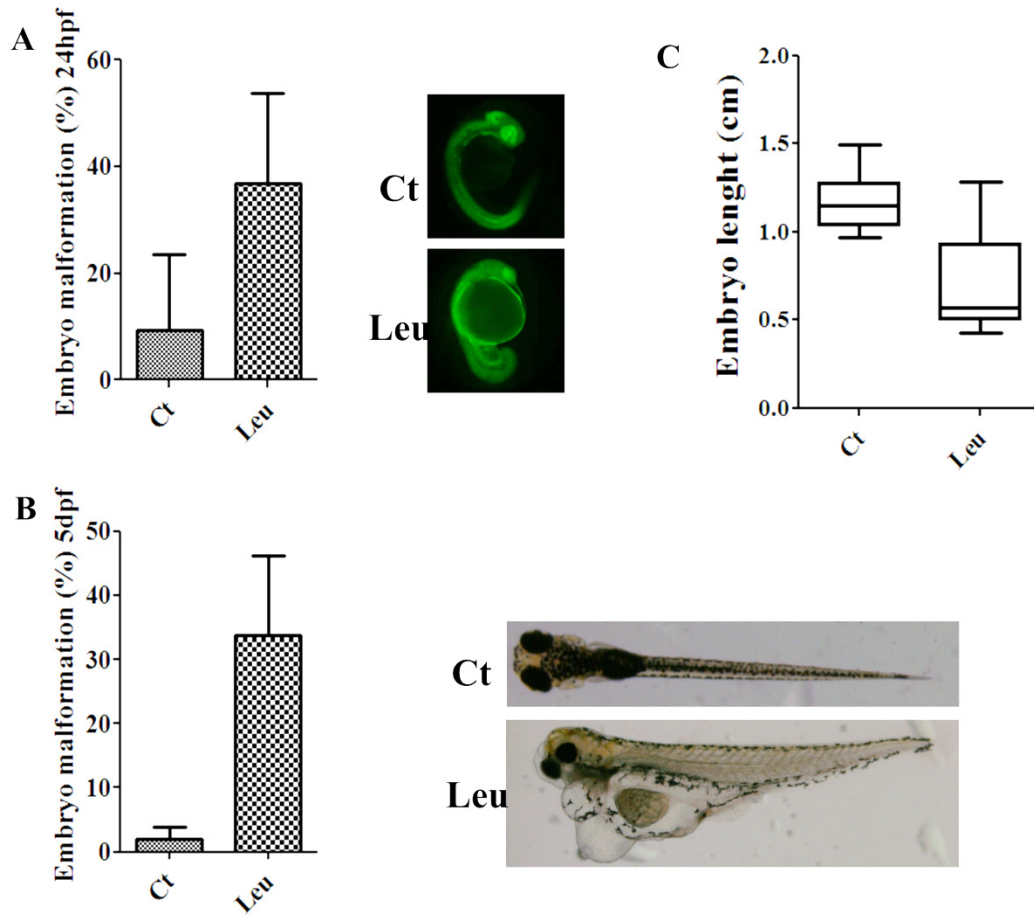 A
Embryo malformation (%) 24hpf
60
40
20
0
Ct
Leu
Ct
Leu
C
Embryo lenght (cm)
2.0
1.5
1.0
0.5
0.0
Ct
Leu
B
Embryo malformation (%) 5dpf
50
40
30
20
10
0
Ct
Leu
Ct
Leu